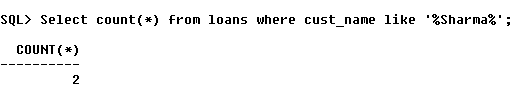 SQL> Select count(*) from loans where cust_name like '%Sharma%';
COUNT(*)
----------
2